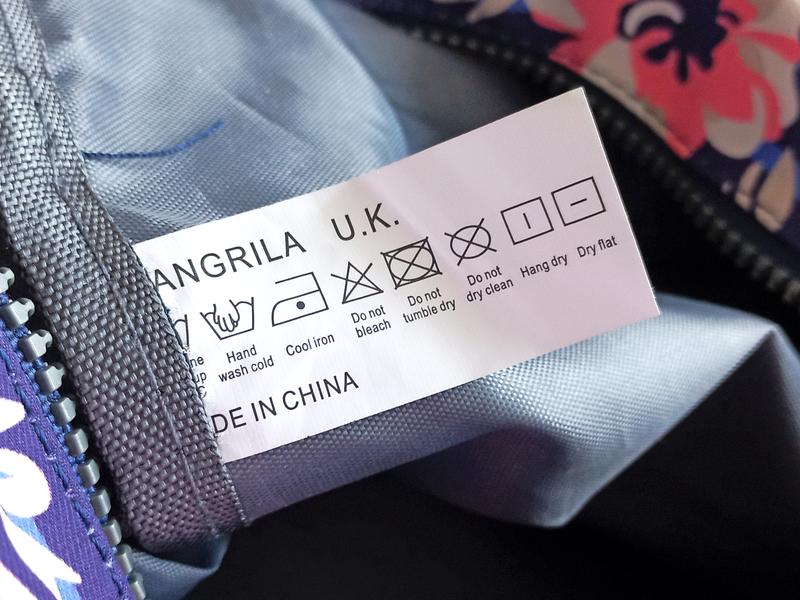 ANGRILA U.K.
Hand wash cold
Cool iron
Do not bleach
Do not tumble dry
Do not dry clean
Hang dry
Dry flat
DE IN CHINA